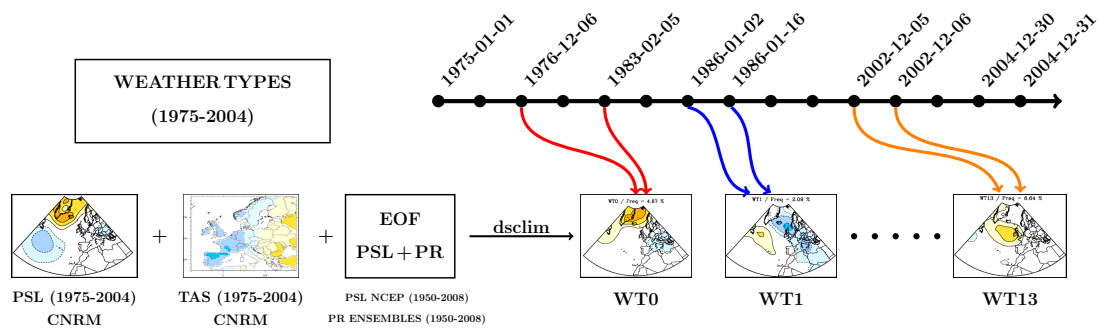 1975-01-01
1976-12-06
1983-02-05
1986-01-02
1986-01-16
2002-12-05
2002-12-06
2004-12-30
2004-12-31
WEATHER TYPES
(1975-2004)
WT0 / Freq = 4.67 %
WT1 / Freq = 2.09 %
WT13 / Freq = 6.64 %
+
+
EOF
PSL + PR
dsclim
PSL (1975-2004)
CNRM
TAS (1975-2004)
CNRM
PSL NCEP (1950-2008)
PR ENSEMBLES (1950-2008)
WT0
WT1
WT13